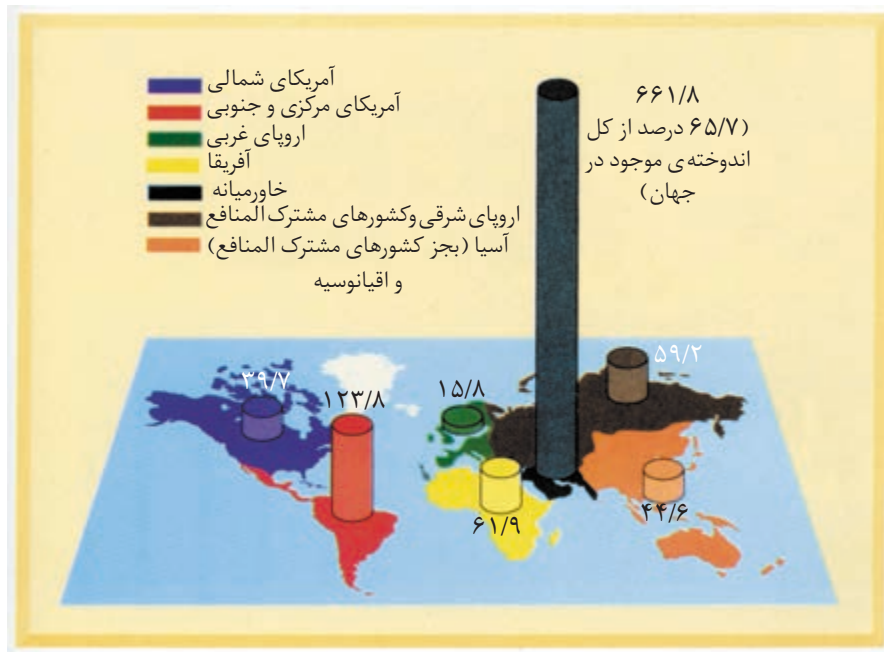 آمریکای شمالی
آمریکای مرکزی و جنوبی
اروپای غربی
آفریقا
خاورمیانه
اروپای شرقی وکشورهای مشترک المنافع
آسیا (بجز کشورهای مشترک المنافع)
و اقیانوسیه
۶۶۱/۸
(۶۵/۷ درصد از کل
اندوخته‌ی موجود در
جهان)
۵۹/۲
۳۹/۷
۱۲۳/۸
۱۵/۸
۶۱/۹
۴۴/۶